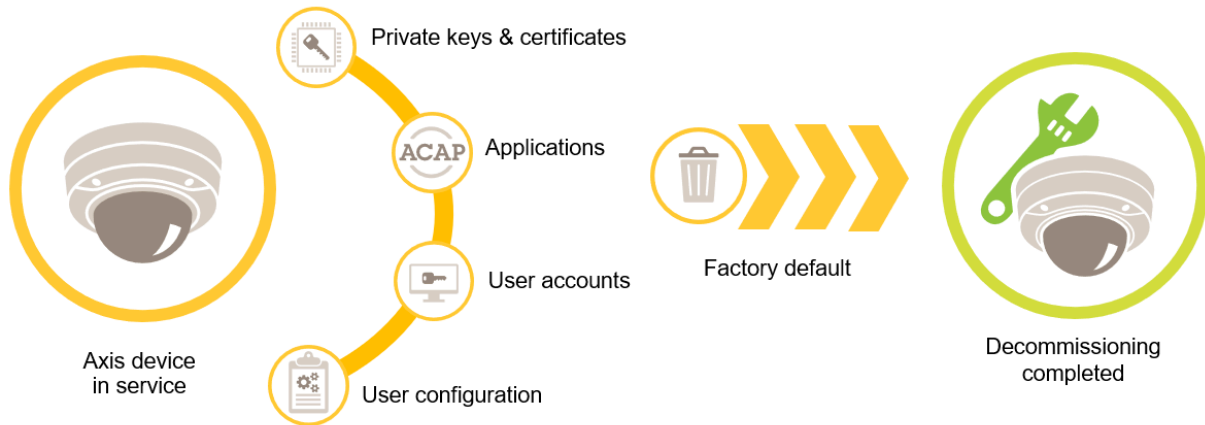 Private keys & certificates
ACAP
Applications
User accounts
User configuration
Axis device
in service
Factory default
Decommissioning
completed